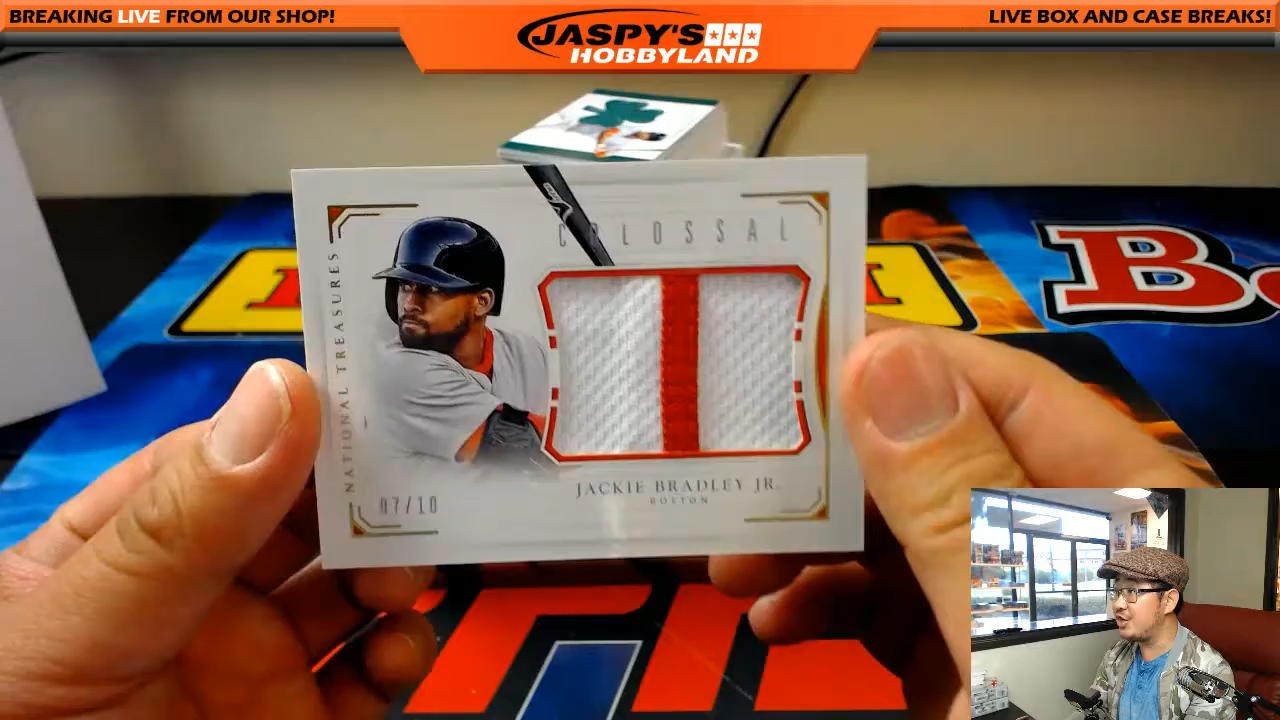 BREAKING LIVE FROM OUR SHOP!
JASPY'S
HOBBYLAND
LIVE BOX AND CASE BREAKS!
COLOSSAL
NATIONAL TREASURES
JACKIE BRADLEY JR.
BOSTON
07/10
B.